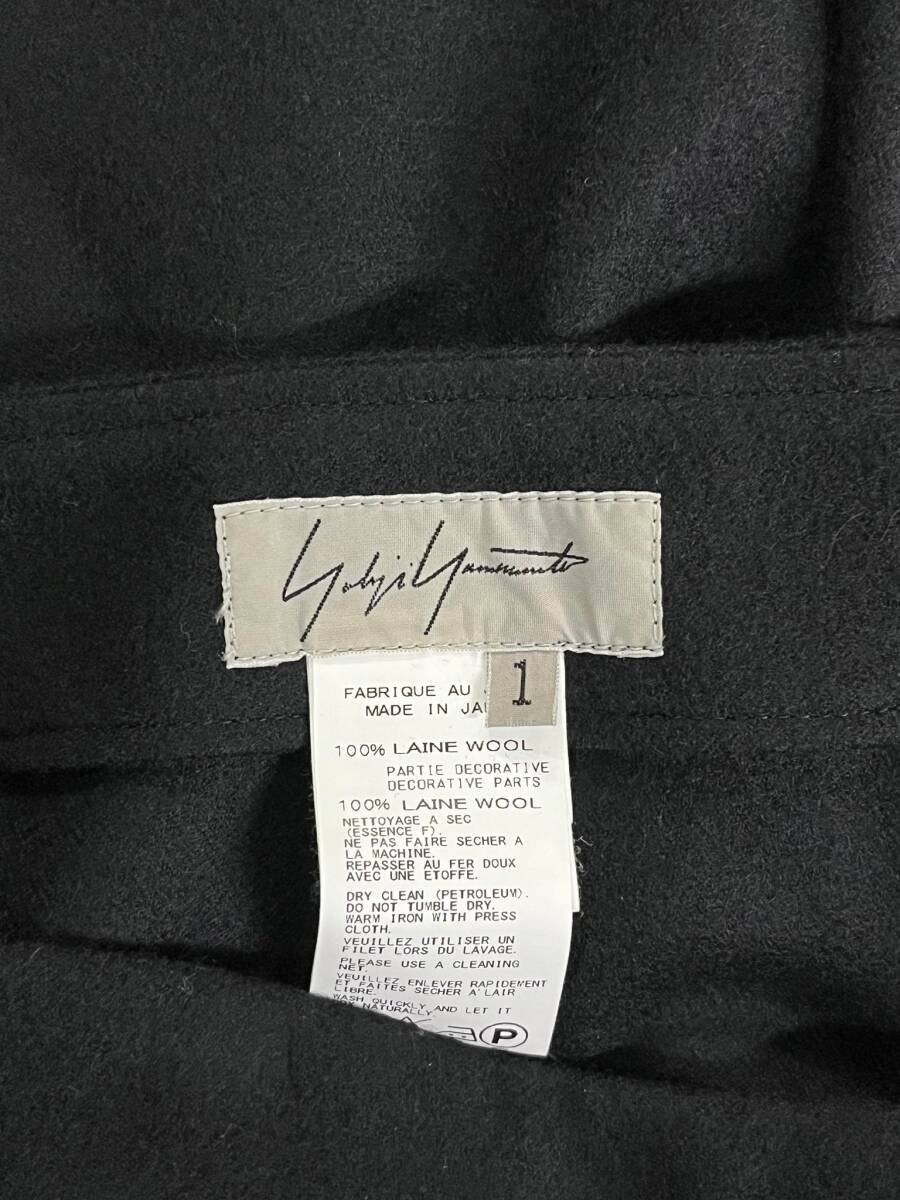 Yohji Yamamoto
1
FABRIQUE AU
MADE IN JA
100% LAINE WOOL
PARTIE DECORATIVE
DECORATIVE PARTS
100% LAINE WOOL
NETTOYAGE A SEC
(ESSENCE F).
NE PAS FAIRE SECHER A
LA MACHINE.
REPASSER AU FER DOUX
AVEC UNE ETOFFE.
DRY CLEAN (PETROLEUM).
DO NOT TUMBLE DRY.
WARM IRON WITH PRESS
CLOTH.
VEUILLEZ UTILISER UN
FILET LORS DU LAVAGE.
PLEASE USE A CLEANING
NET.
VEUILLEZ ENLEVER RAPIDEMENT
ET FAITES SECHER A'LAIR
LIBRE.
WASH QUICKLY AND LET IT
NATURALLY.
P